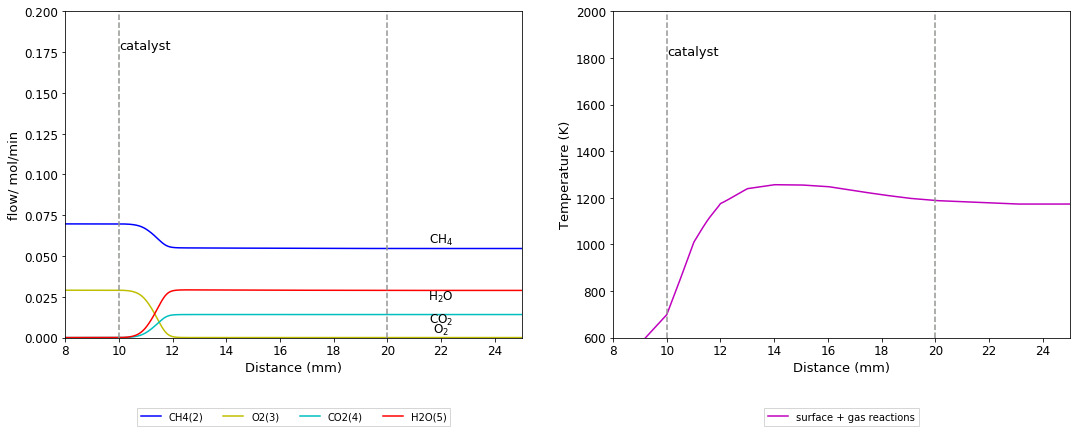 0.200
0.175
0.150
0.125
0.100
0.075
0.050
0.025
0.000
flow/ mol/min
catalyst
CH₄
H₂O
CO₂
O₂
8 10 12 14 16 18 20 22 24
Distance (mm)
CH4(2) O2(3) CO2(4) H2O(5)
2000
1800
1600
1400
1200
1000
800
600
Temperature (K)
catalyst
8 10 12 14 16 18 20 22 24
Distance (mm)
surface + gas reactions